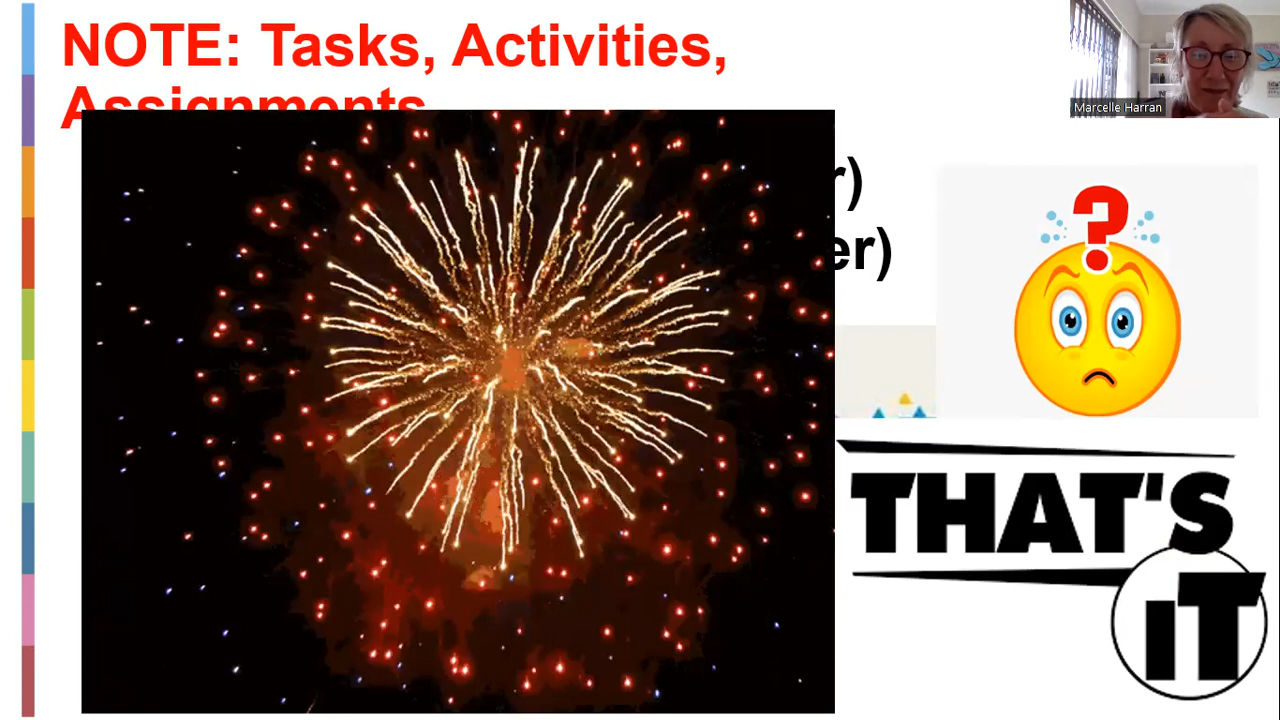 NOTE: Tasks, Activities,
Assignments
Marcelle Harran
r)
er)
?
THAT'S
IT